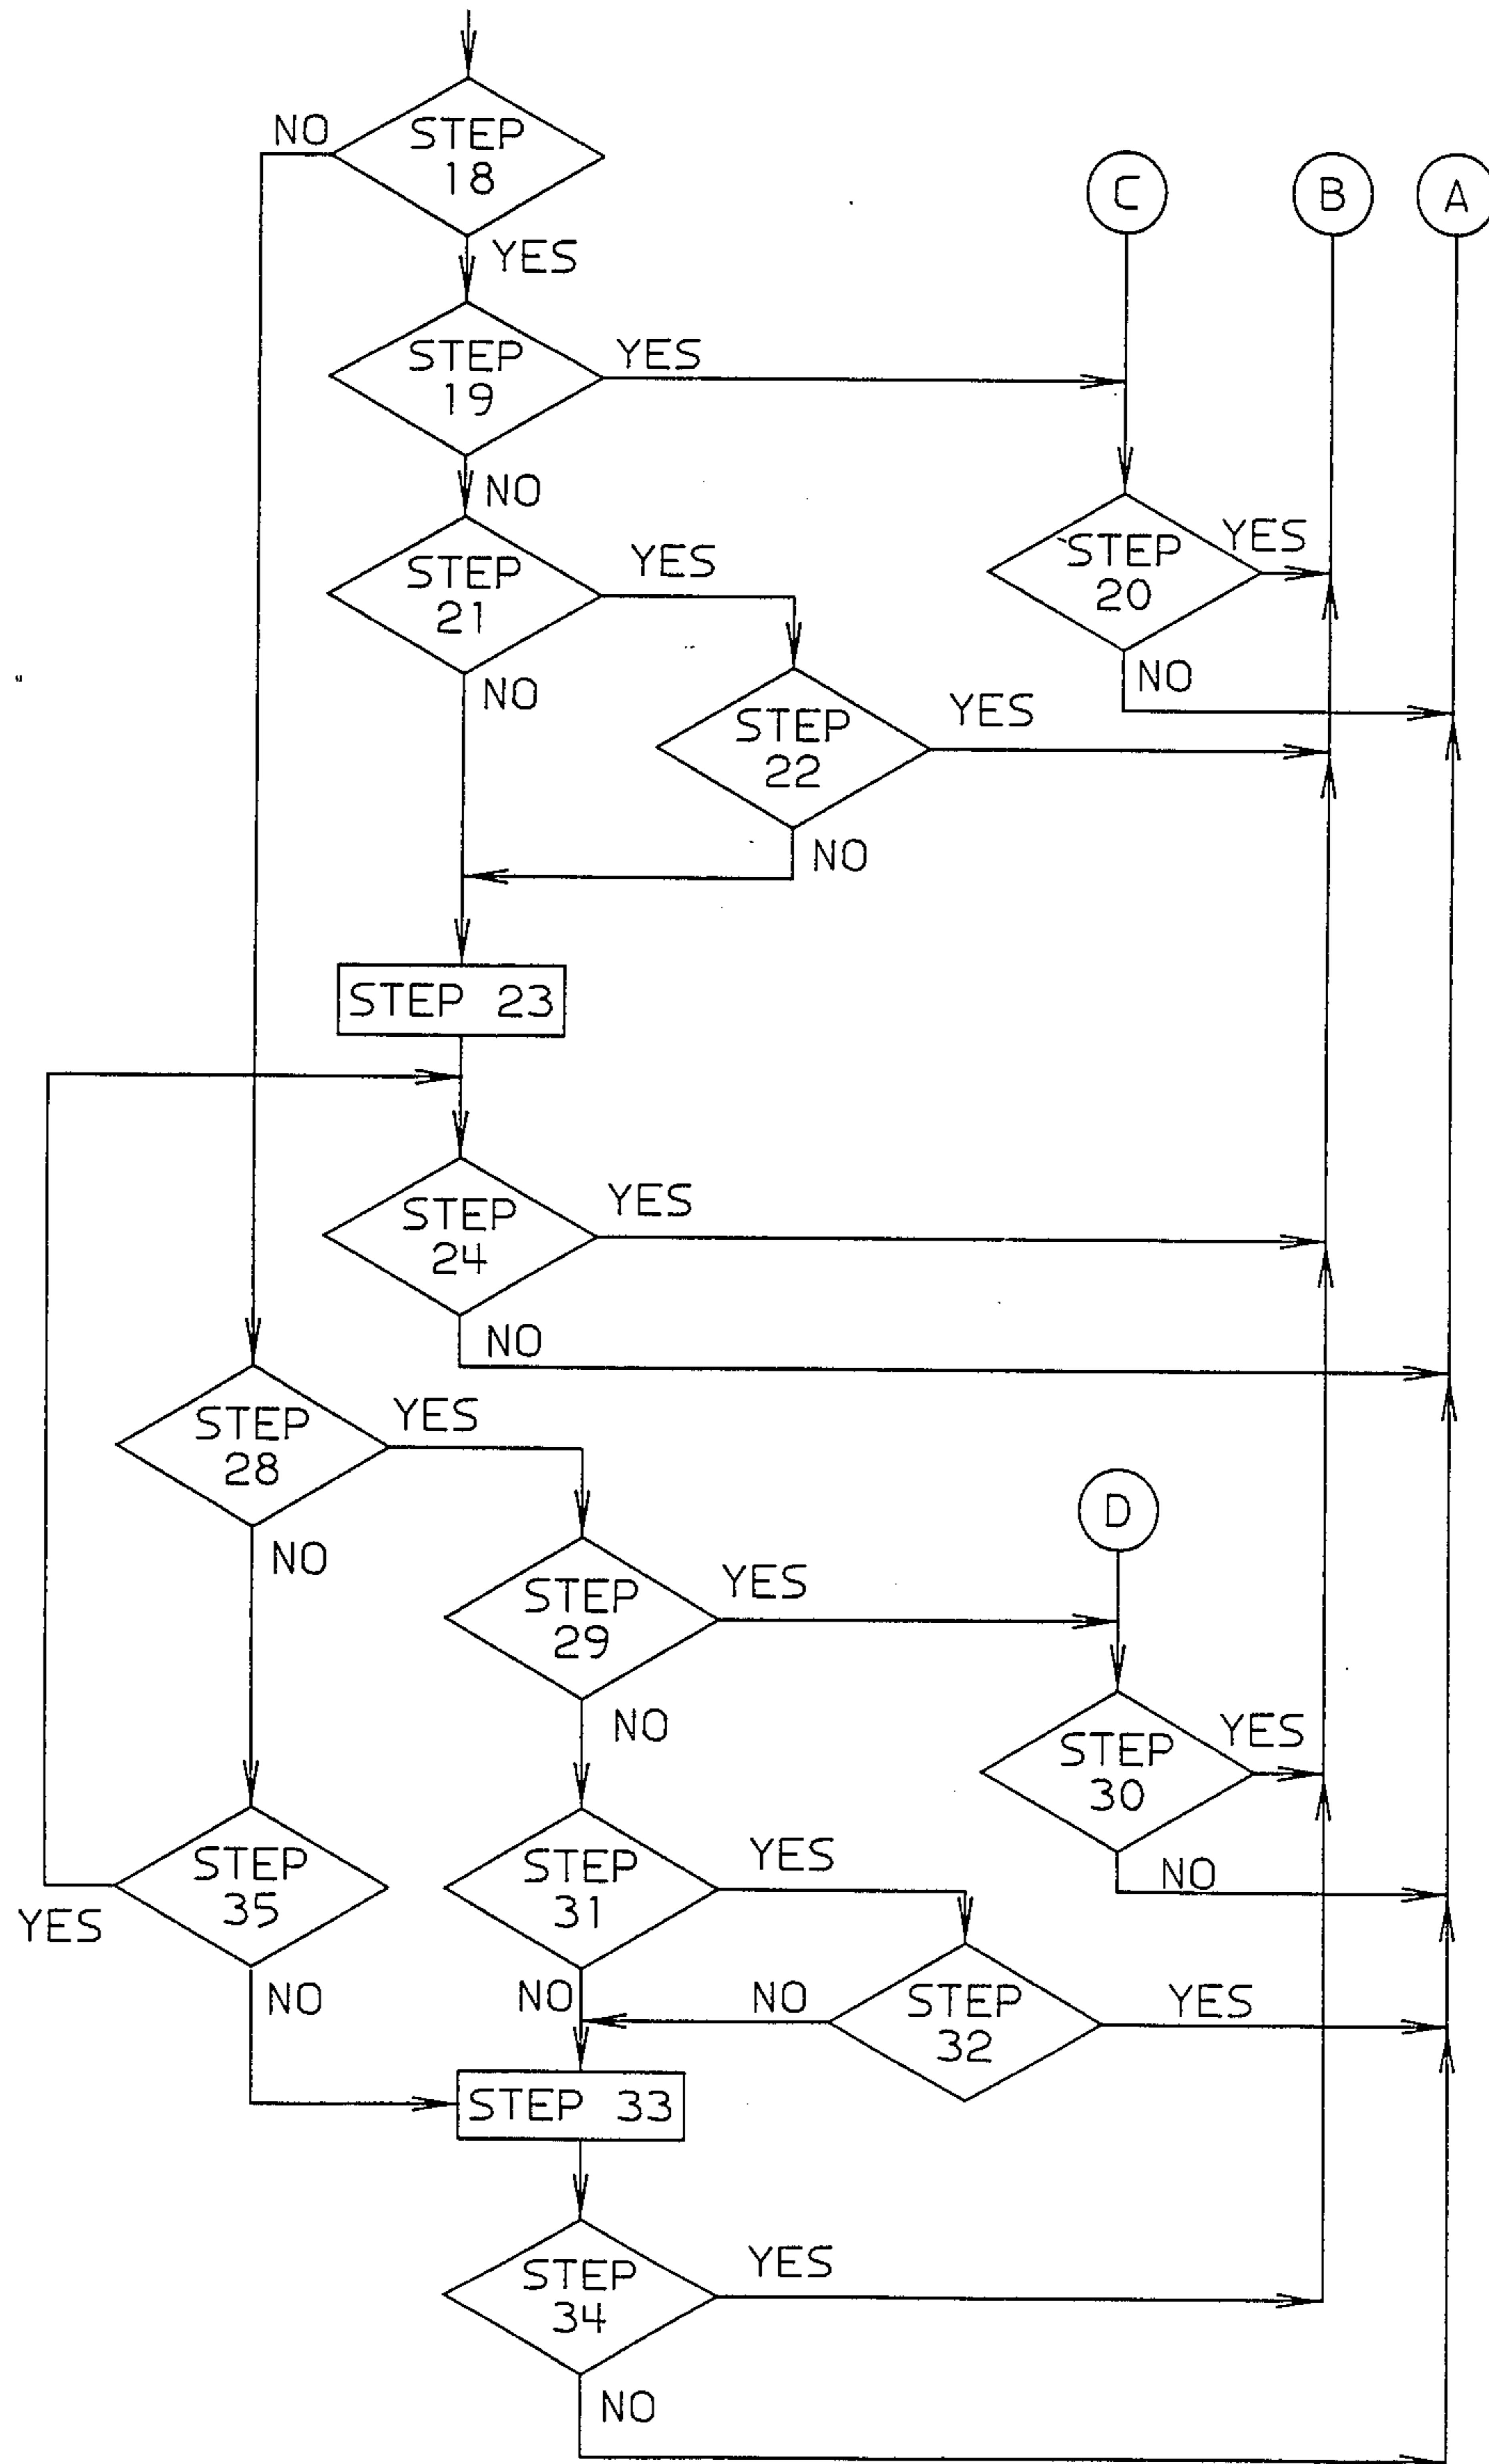 NO
STEP
18
YES
C
B
A
STEP
19
YES
NO
STEP
21
YES
NO
STEP
20
YES
NO
STEP
22
YES
NO
STEP 23
STEP
24
YES
NO
STEP
28
YES
NO
D
STEP
29
YES
NO
STEP
30
YES
NO
STEP
35
YES
NO
STEP
31
YES
NO
STEP
32
NO
YES
STEP 33
STEP
34
YES
NO